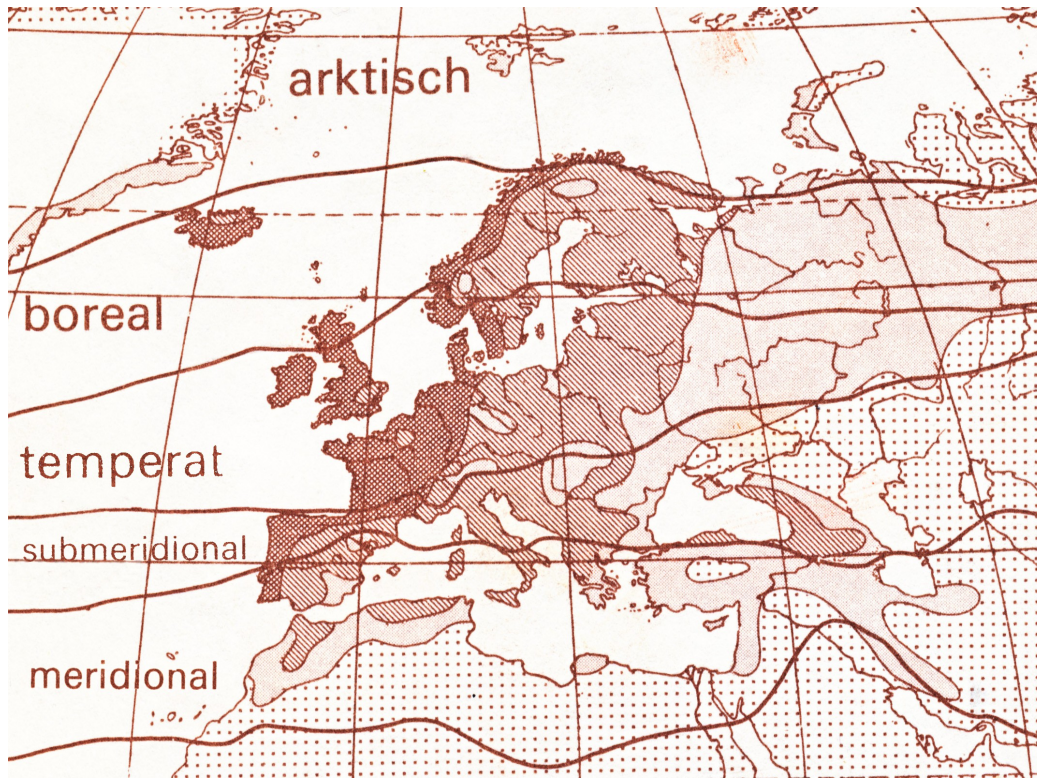 arktisch
boreal
temperat
submeridional
meridional